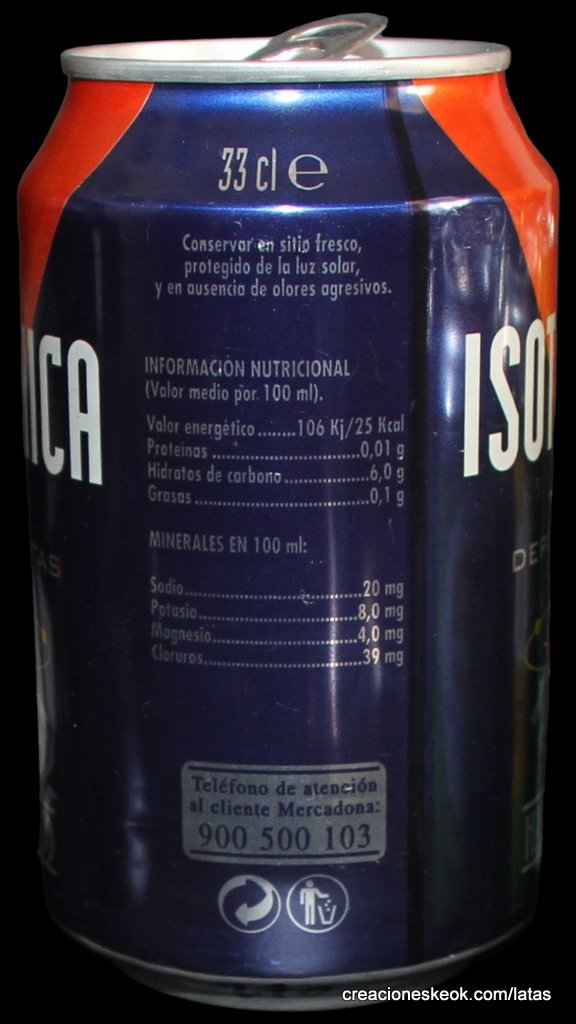 33 cl e
Conservar en sitio fresco,
protegido de la luz solar,
y en ausencia de olores agresivos.
INFORMACIÓN NUTRICIONAL
(Valor medio por 100 ml).
Valor energético........106 Kj/25 Kcal
Proteínas ........................0,01 g
Hidratos de carbono..............6,0 g
Grasas .............................0,1 g
MINERALES EN 100 ml:
Sodio................................20 mg
Potasio.............................8,0 mg
Magnesio..........................4,0 mg
Cloruros............................39 mg
ICA
ISOT
TAS
DEP
Teléfono de atención
al cliente Mercadona:
900 500 103
creacioneskeok.com/latas